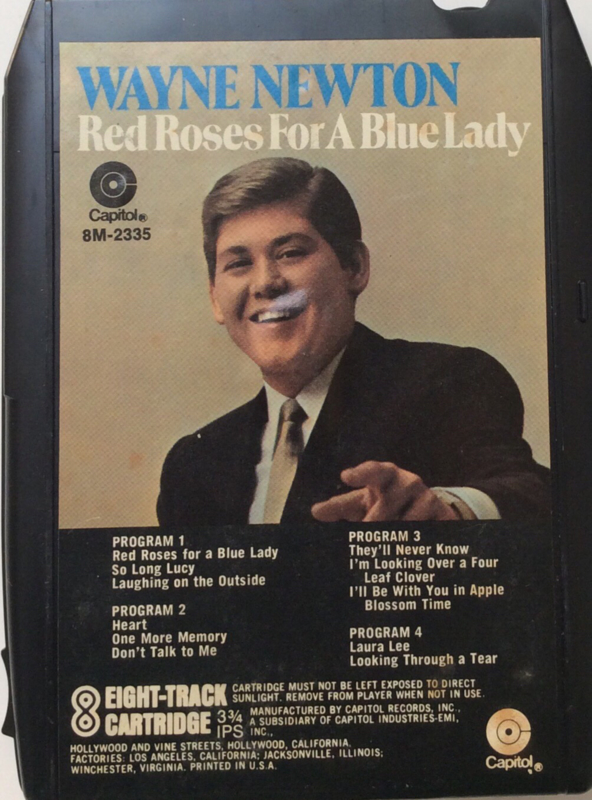 WAYNE NEWTON
Red Roses For A Blue Lady
Capitol®
8M-2335
PROGRAM 1
Red Roses for a Blue Lady
So Long Lucy
Laughing on the Outside
PROGRAM 2
Heart
One More Memory
Don't Talk to Me
PROGRAM 3
They'll Never Know
I'm Looking Over a Four
Leaf Clover
I'll Be With You in Apple
Blossom Time
PROGRAM 4
Laura Lee
Looking Through a Tear
8 EIGHT-TRACK
CARTRIDGE 3¾
IPS
CARTRIDGE MUST NOT BE LEFT EXPOSED TO DIRECT
SUNLIGHT. REMOVE FROM PLAYER WHEN NOT IN USE.
MANUFACTURED BY CAPITOL RECORDS, INC.,
A SUBSIDIARY OF CAPITOL INDUSTRIES-EMI,
INC.,
HOLLYWOOD AND VINE STREETS, HOLLYWOOD, CALIFORNIA.
FACTORIES: LOS ANGELES, CALIFORNIA; JACKSONVILLE, ILLINOIS;
WINCHESTER, VIRGINIA. PRINTED IN U.S.A.
Capitol®